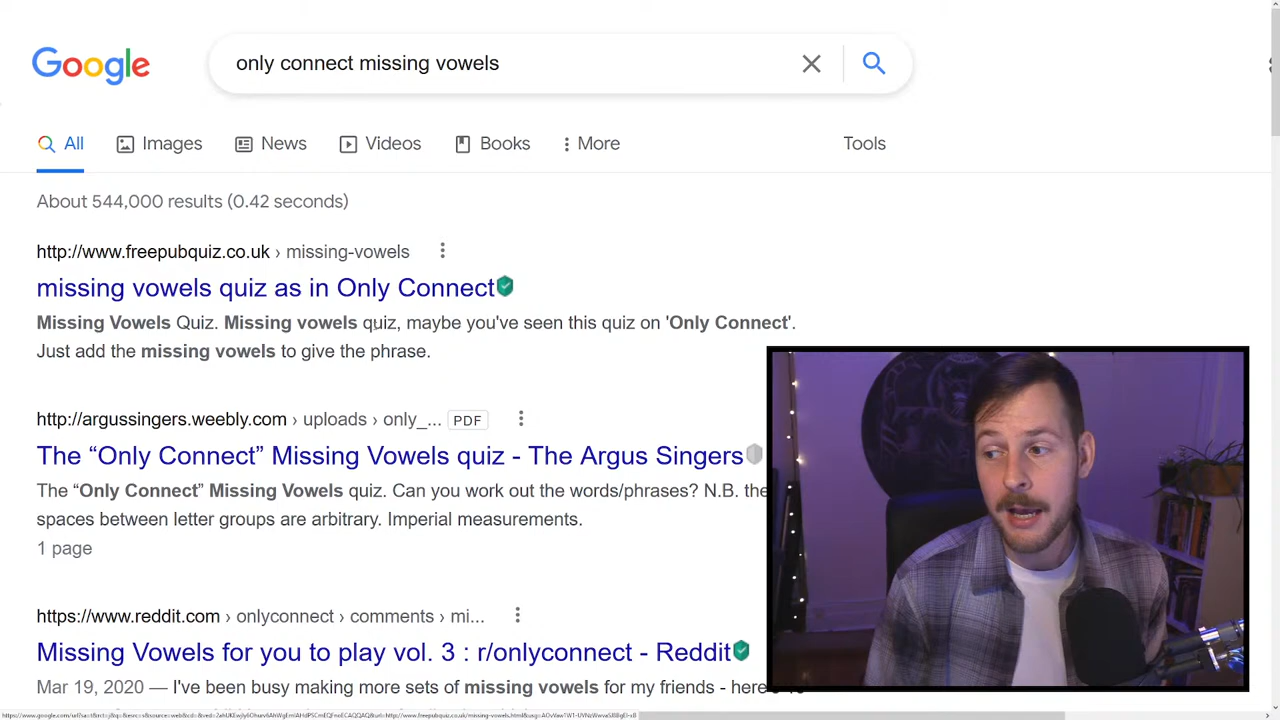 Google
only connect missing vowels
All
Images
News
Videos
Books
More
Tools
About 544,000 results (0.42 seconds)
http://www.freepubquiz.co.uk › missing-vowels
missing vowels quiz as in Only Connect
Missing Vowels Quiz. Missing vowels quiz, maybe you've seen this quiz on 'Only Connect'.
Just add the missing vowels to give the phrase.
http://argussingers.weebly.com › uploads › only_... PDF
The “Only Connect” Missing Vowels quiz - The Argus Singers
The “Only Connect” Missing Vowels quiz. Can you work out the words/phrases? N.B. the
spaces between letter groups are arbitrary. Imperial measurements.
1 page
https://www.reddit.com › onlyconnect › comments › mi...
Missing Vowels for you to play vol. 3 : r/onlyconnect - Reddit
Mar 19, 2020 — I've been busy making more sets of missing vowels for my friends - here's